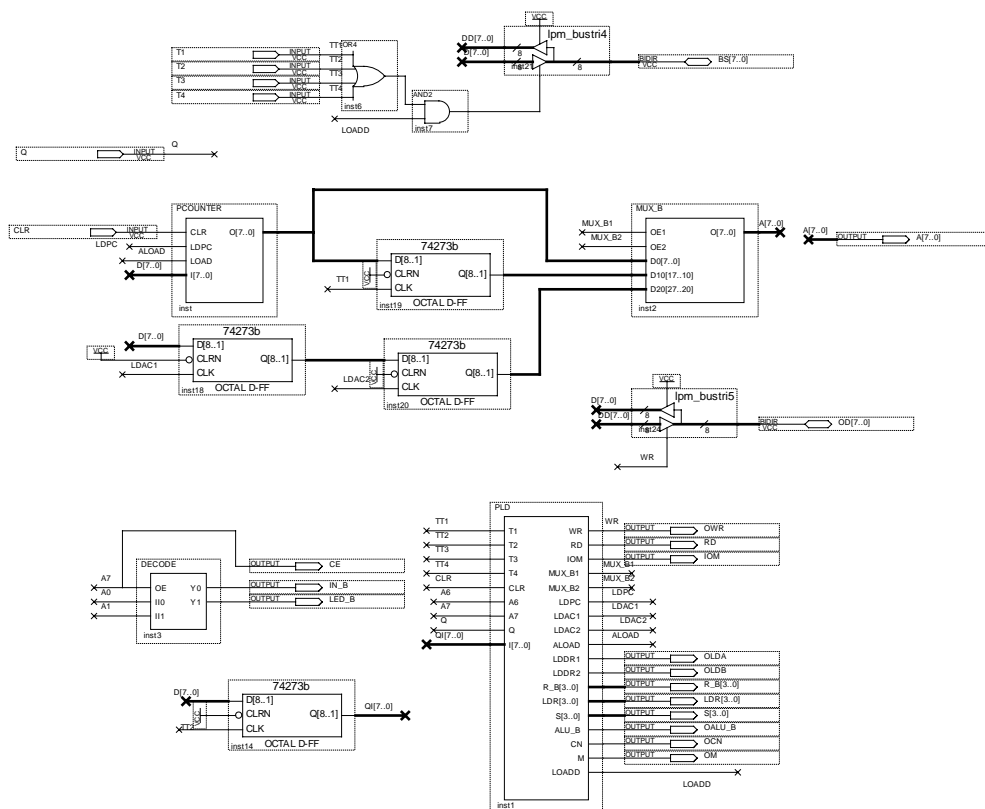 VCC
lpm_bustri4
DD[7..0]
D[7..0]
8
8
8
inst21
BIDIR
VCC
BS[7..0]
T1
INPUT
VCC
TT1
OR4
T2
INPUT
VCC
TT2
T3
INPUT
VCC
TT3
T4
INPUT
VCC
TT4
inst6
AND2
inst7
LOADD
Q
INPUT
VCC
Q
PCOUNTER
CLR
INPUT
VCC
LDPC
ALOAD
D[7..0]
CLR
O[7..0]
LDPC
LOAD
I[7..0]
inst
74273b
D[8..1]
CLRN
Q[8..1]
CLK
VCC
TT1
inst19
OCTAL D-FF
MUX_B
MUX_B1
MUX_B2
OE1
O[7..0]
OE2
D0[7..0]
D10[17..10]
D20[27..20]
inst2
A[7..0]
A[7..0]
OUTPUT
A[7..0]
74273b
D[7..0]
VCC
LDAC1
D[8..1]
CLRN
Q[8..1]
CLK
inst18
OCTAL D-FF
74273b
D[8..1]
CLRN
Q[8..1]
CLK
VCC
LDAC2
inst20
OCTAL D-FF
VCC
lpm_bustri5
D[7..0]
DD[7..0]
8
8
8
inst24
BIDIR
VCC
OD[7..0]
WR
DECODE
A7
A0
A1
OE
Y0
II0
Y1
II1
inst3
OUTPUT
CE
OUTPUT
IN_B
OUTPUT
LED_B
74273b
D[7..0]
VCC
D[8..1]
CLRN
Q[8..1]
CLK
QI[7..0]
inst14
OCTAL D-FF
PLD
TT1
TT2
TT3
TT4
CLR
A6
A7
Q
QI[7..0]
T1
T2
T3
T4
CLR
A6
A7
Q
I[7..0]
WR
RD
IOM
MUX_B1
MUX_B2
LDPC
LDAC1
LDAC2
ALOAD
LDDR1
LDDR2
R_B[3..0]
LDR[3..0]
S[3..0]
ALU_B
CN
M
LOADD
inst1
WR
OUTPUT
OWR
OUTPUT
RD
OUTPUT
IOM
MUX_B1
MUX_B2
LDPC
LDAC1
LDAC2
ALOAD
OUTPUT
OLDA
OUTPUT
OLDB
OUTPUT
R_B[3..0]
OUTPUT
LDR[3..0]
OUTPUT
S[3..0]
OUTPUT
OALU_B
OUTPUT
OCN
OUTPUT
OM
LOADD